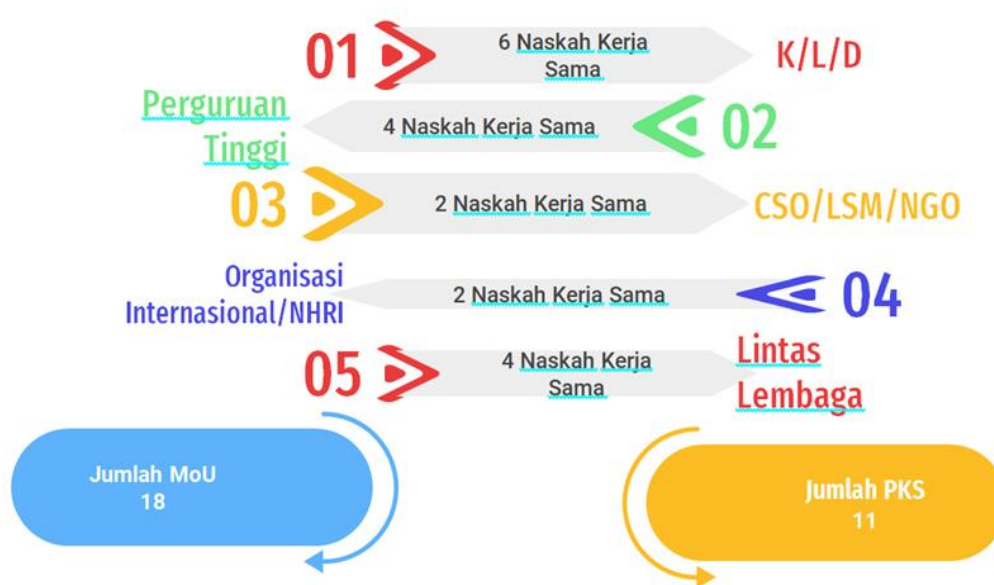 01
6 Naskah Kerja
Sama
K/L/D
Perguruan
Tinggi
4 Naskah Kerja Sama
02
03
2 Naskah Kerja Sama
CSO/LSM/NGO
Organisasi
Internasional/NHRI
2 Naskah Kerja Sama
04
05
4 Naskah Kerja
Sama
Lintas
Lembaga
Jumlah MoU
18
Jumlah PKS
11